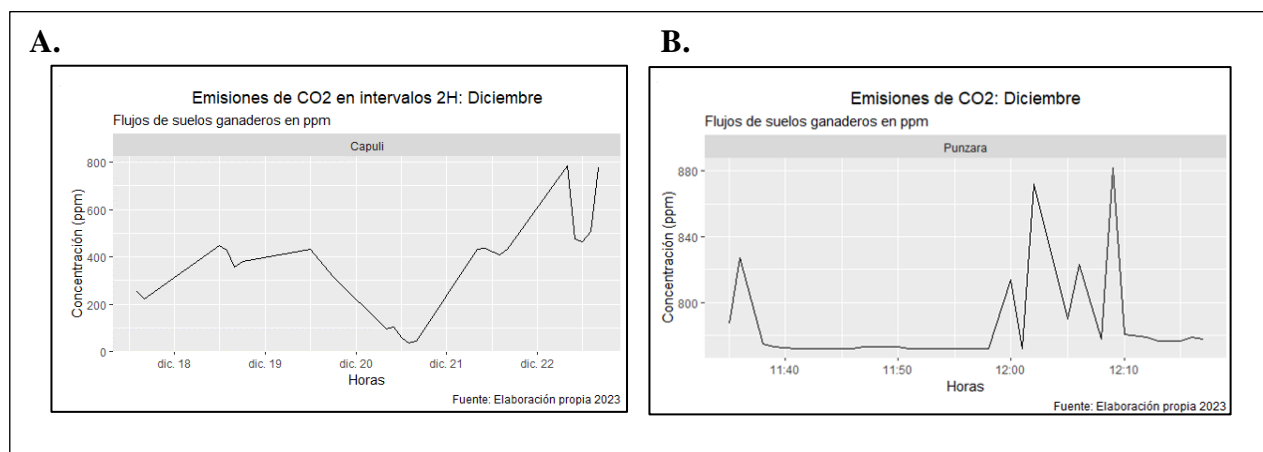 A.
Emisiones de CO2 en intervalos 2H: Diciembre
Flujos de suelos ganaderos en ppm
Capuli
Concentración (ppm)
800
600
400
200
0
dic. 18 dic. 19 dic. 20 dic. 21 dic. 22
Horas
Fuente: Elaboración propia 2023
B.
Emisiones de CO2: Diciembre
Flujos de suelos ganaderos en ppm
Punzara
Concentración (ppm)
880
840
800
11:40 11:50 12:00 12:10
Horas
Fuente: Elaboración propia 2023